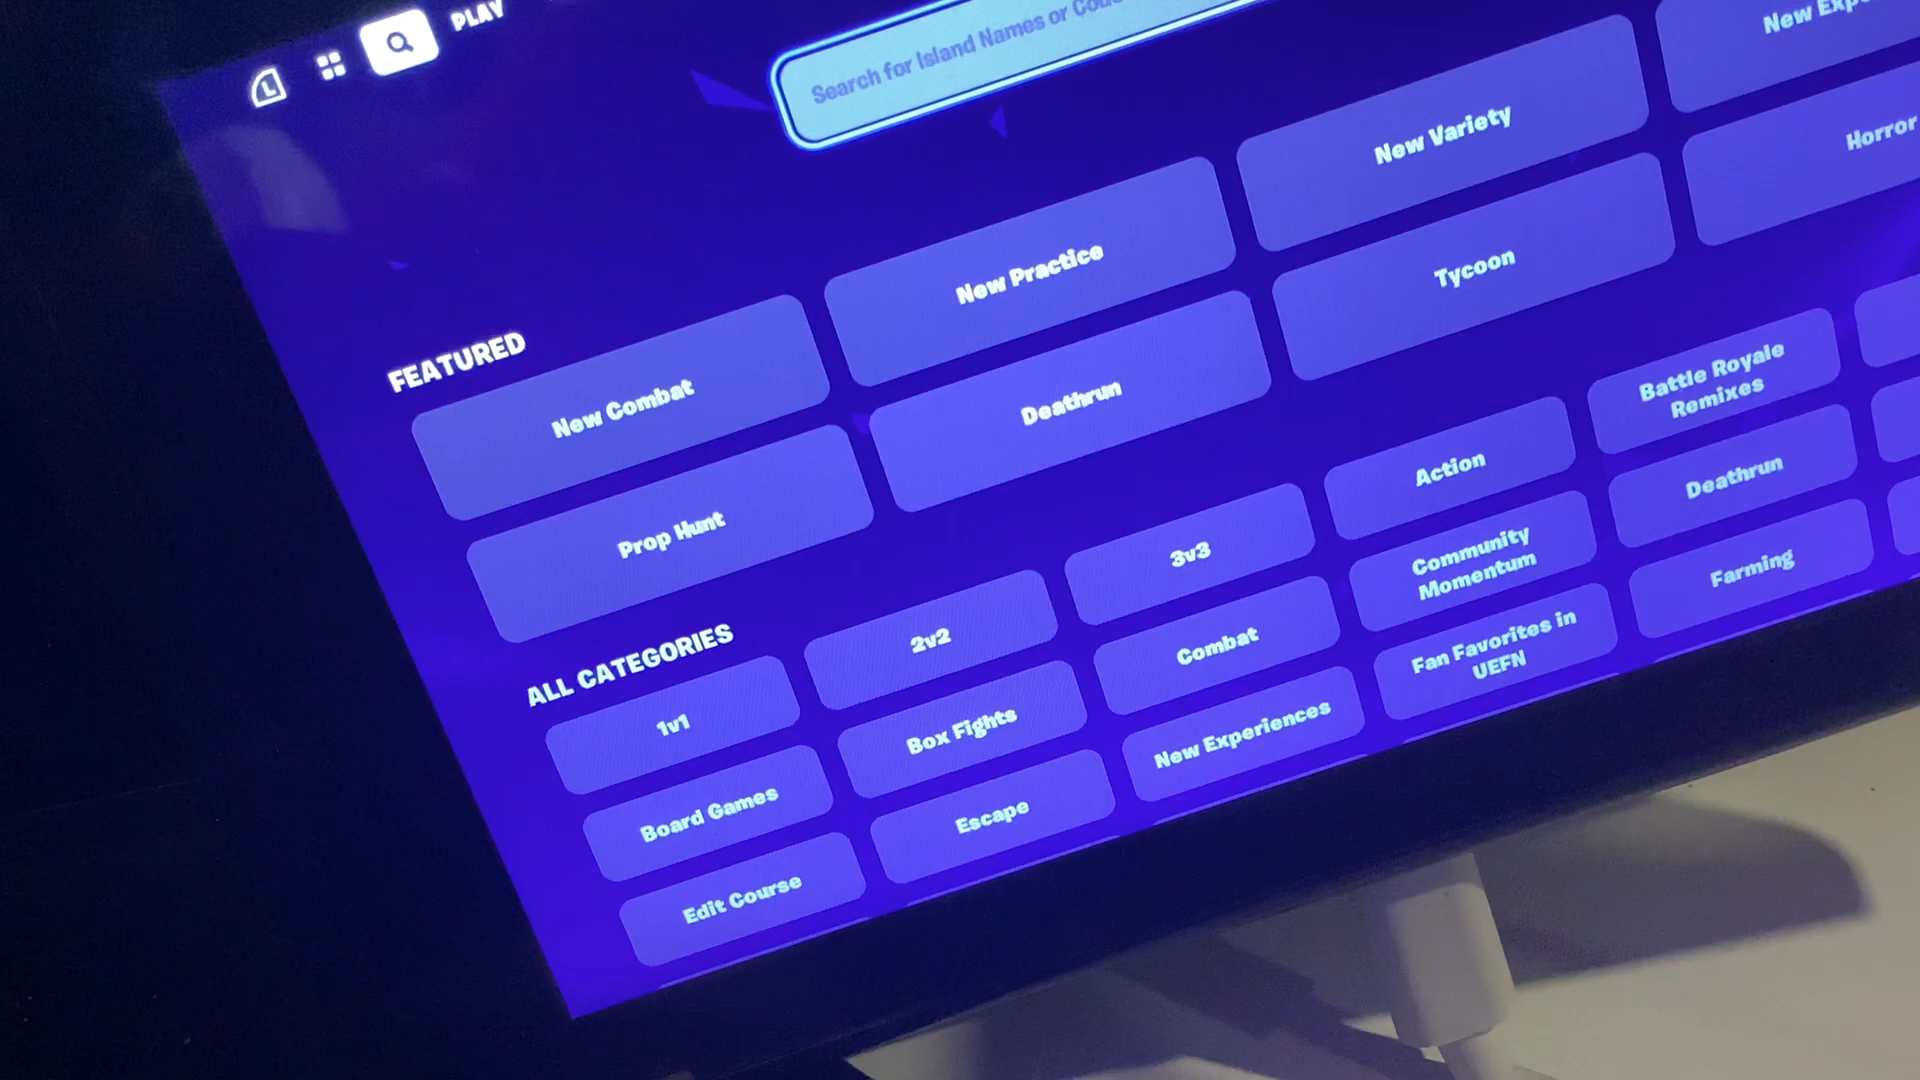 L
PLAY
Search for Island Names or
FEATURED
New Combat
New Practice
New Variety
New
Prop Hunt
Deathrun
Tycoon
Horror
ALL CATEGORIES
1v1
2v2
3v3
Action
Battle Royale
Remixes
Board Games
Box Fights
Combat
Community
Momentum
Deathrun
Edit Course
Escape
New Experiences
Fan Favorites in
UEFN
Farming